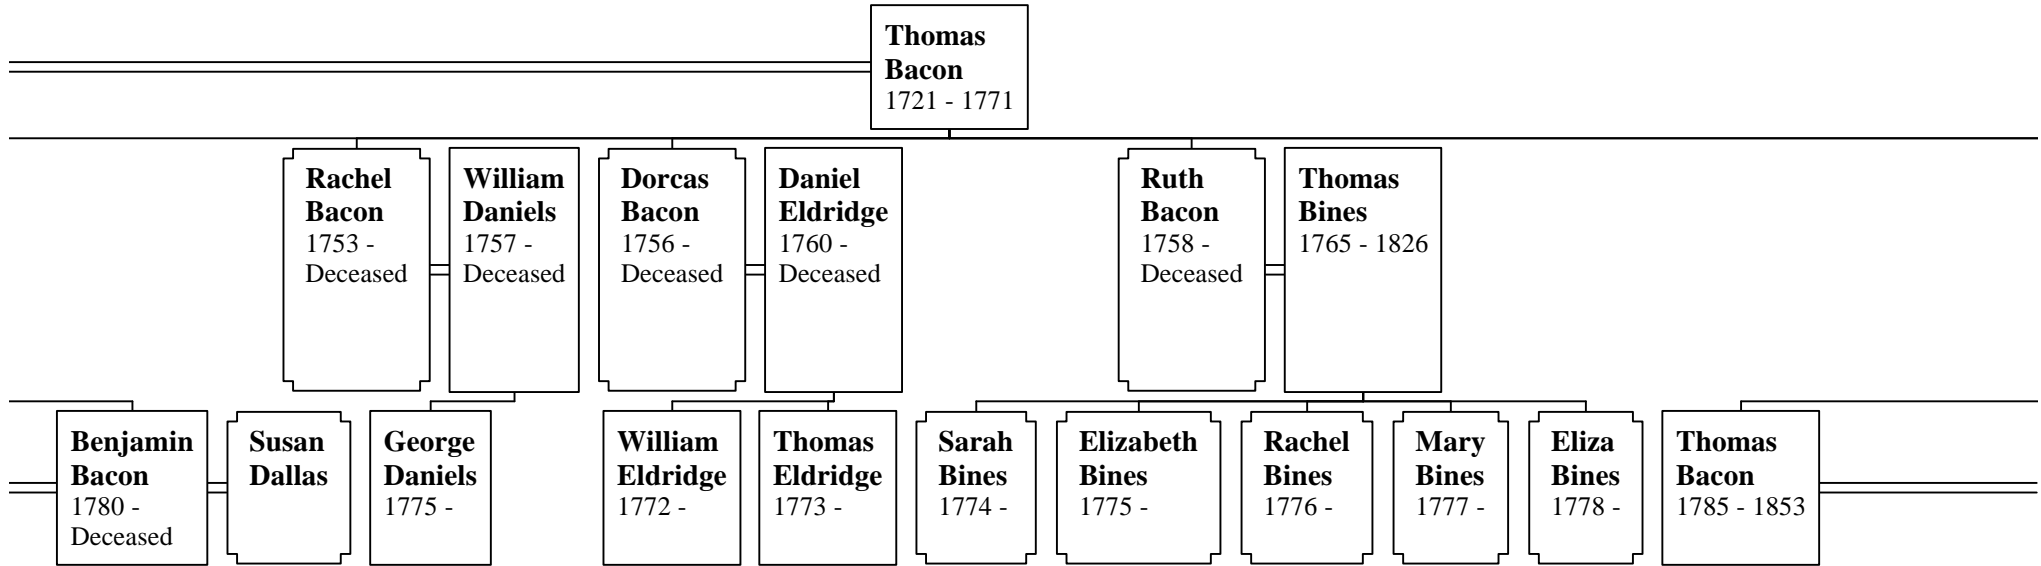 Thomas
Bacon
1721 - 1771
Rachel
Bacon
1753 -
Deceased
William
Daniels
1757 -
Deceased
Dorcas
Bacon
1756 -
Deceased
Daniel
Eldridge
1760 -
Deceased
Ruth
Bacon
1758 -
Deceased
Thomas
Bines
1765 - 1826
Benjamin
Bacon
1780 -
Deceased
Susan
Dallas
George
Daniels
1775 -
William
Eldridge
1772 -
Thomas
Eldridge
1773 -
Sarah
Bines
1774 -
Elizabeth
Bines
1775 -
Rachel
Bines
1776 -
Mary
Bines
1777 -
Eliza
Bines
1778 -
Thomas
Bacon
1785 - 1853